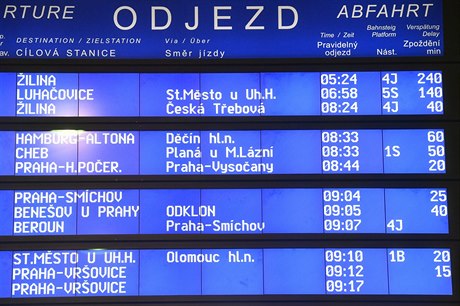 RTURE ODJEZD ABFAHRT
DESTINATION / ZIELSTATION Via / Über Time / Zeit Bahnsteig Platform Verspätung Delay
CÍLOVÁ STANICE Směr jízdy Pravidelný odjezd Nást. Zpoždění min
ŽILINA 05:24 4J 240
LUHAČOVICE St.Město u Uh.H. 06:58 5S 140
ŽILINA Česká Třebová 08:24 4J 40
HAMBURG-ALTONA Děčín hl.n. 08:33 60
CHEB Planá u M.Lázní 08:33 1S 50
PRAHA-H.POČER. Praha-Vysočany 08:44 20
PRAHA-SMÍCHOV 09:04 25
BENEŠOV U PRAHY ODKLON 09:05 40
BEROUN Praha-Smíchov 09:07 4J
ST.MĚSTO U UH.H. Olomouc hl.n. 09:10 1B 20
PRAHA-VRŠOVICE 09:12 15
PRAHA-VRŠOVICE 09:17